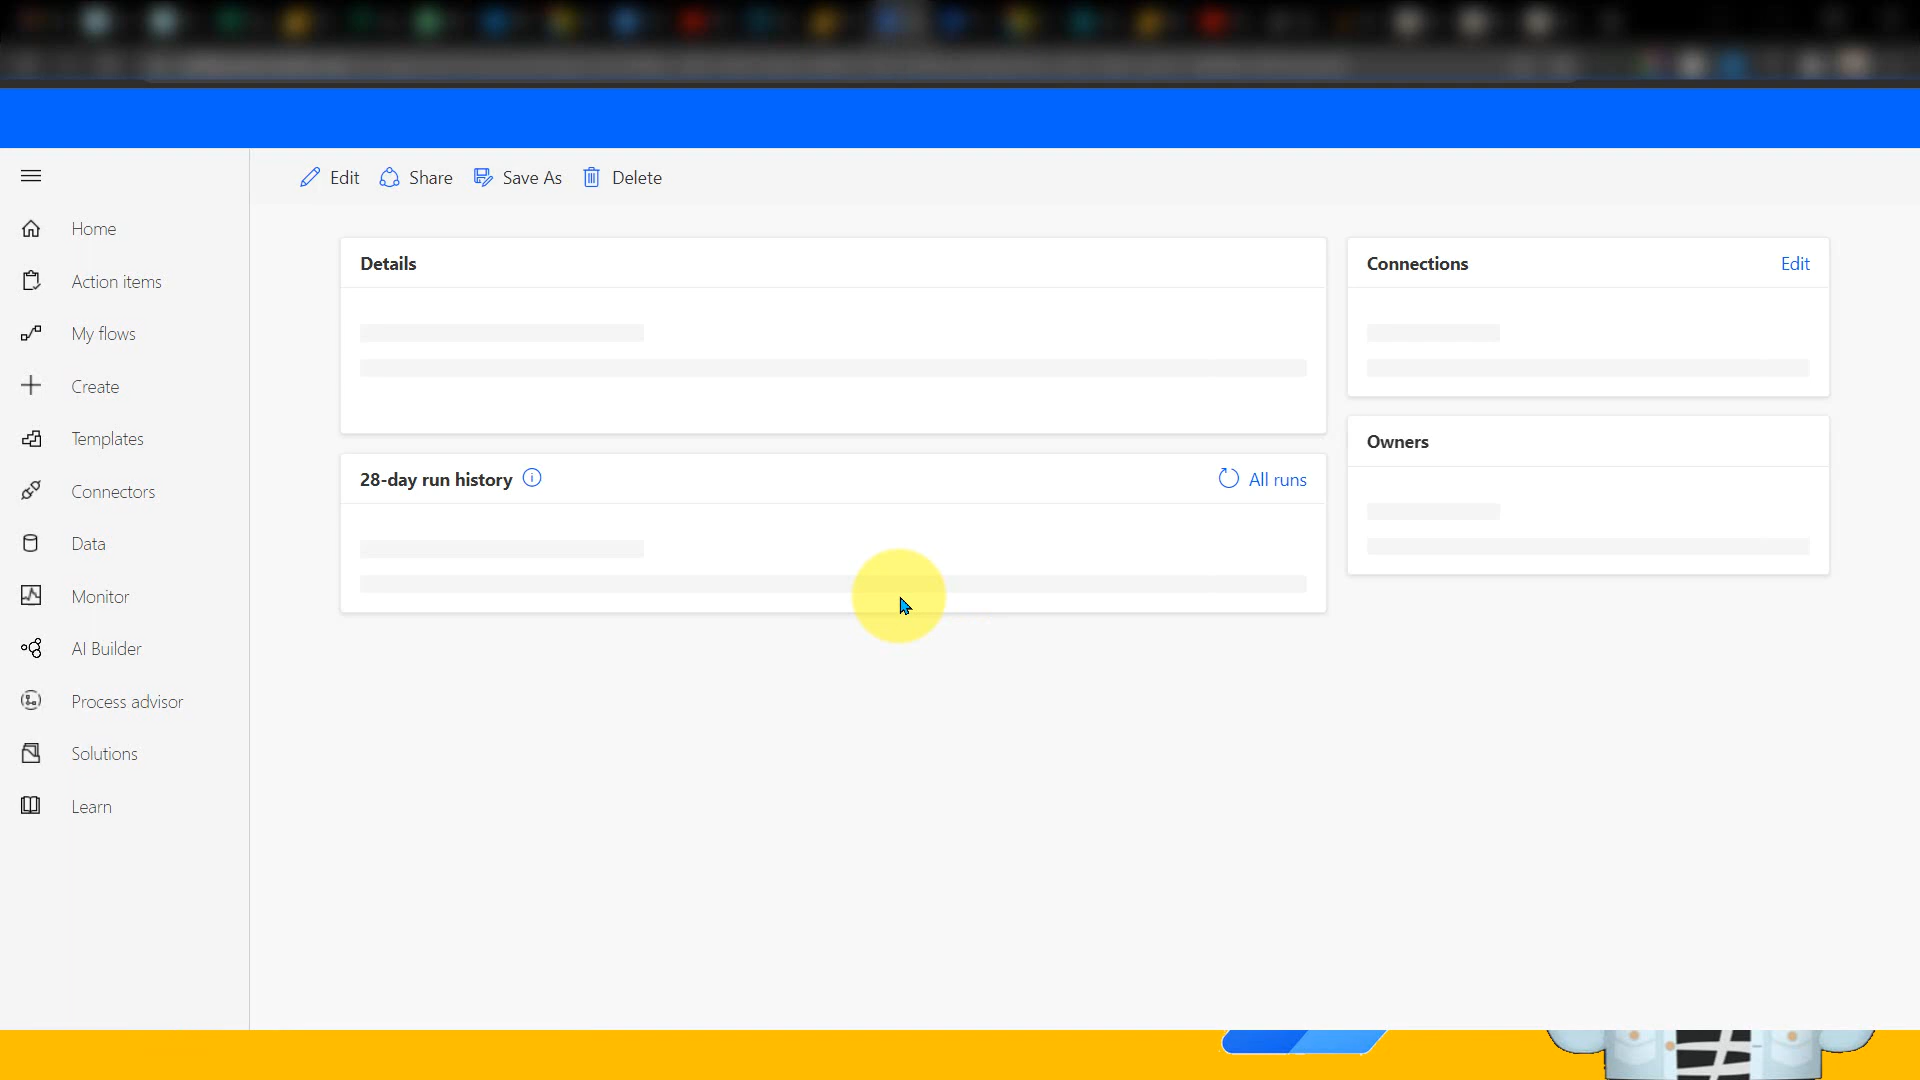 Edit
Share
Save As
Delete
Home
Action items
My flows
Create
Templates
Connectors
Data
Monitor
AI Builder
Process advisor
Solutions
Learn
Details
28-day run history
All runs
Connections
Edit
Owners